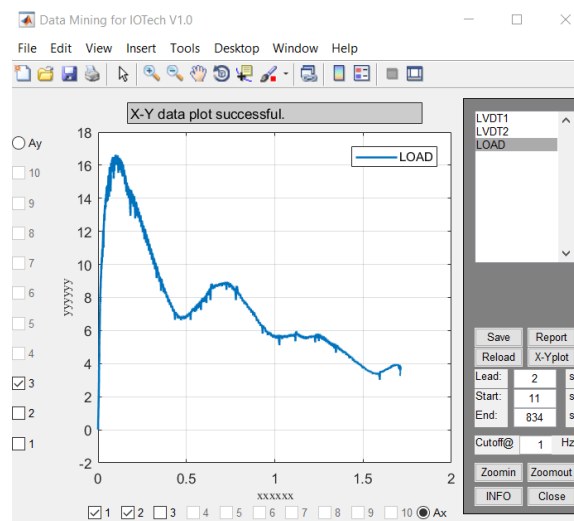 Data Mining for IOTech V1.0
File Edit View Insert Tools Desktop Window Help
X-Y data plot successful.
LVDT1
LVDT2
LOAD
Ay
10
9
8
7
6
5
4
3
2
1
yyyyyy
18
16
14
12
10
8
6
4
2
0
-2
LOAD
0 0.5 1 1.5 2
xxxxxx
1 2 3 4 5 6 7 8 9 10 Ax
Save Report
Reload X-Yplot
Lead: 2 s
Start: 11 s
End: 834 s
Cutoff@ 1 Hz
Zoomin Zoomout
INFO Close